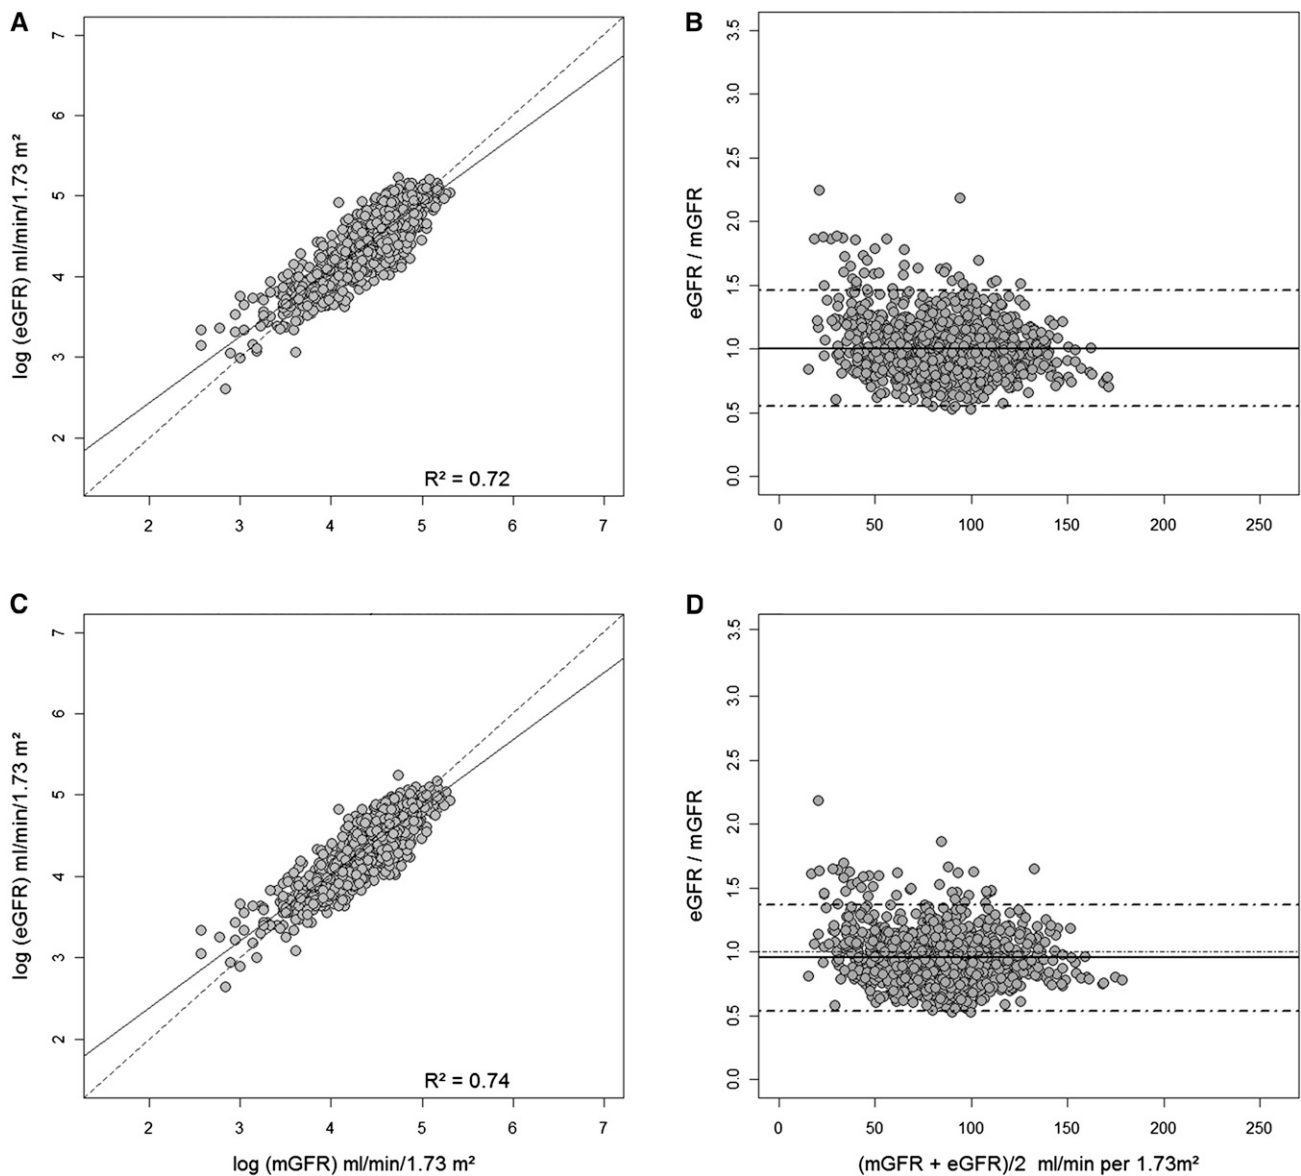 A
7
6
5
4
3
2
log (eGFR) ml/min/1.73 m²
R² = 0.72
2 3 4 5 6 7
B
3.5
3.0
2.5
2.0
1.5
1.0
0.5
0.0
eGFR / mGFR
0 50 100 150 200 250
C
7
6
5
4
3
2
log (eGFR) ml/min/1.73 m²
R² = 0.74
2 3 4 5 6 7
log (mGFR) ml/min/1.73 m²
D
3.5
3.0
2.5
2.0
1.5
1.0
0.5
0.0
eGFR / mGFR
0 50 100 150 200 250
(mGFR + eGFR)/2 ml/min per 1.73m²